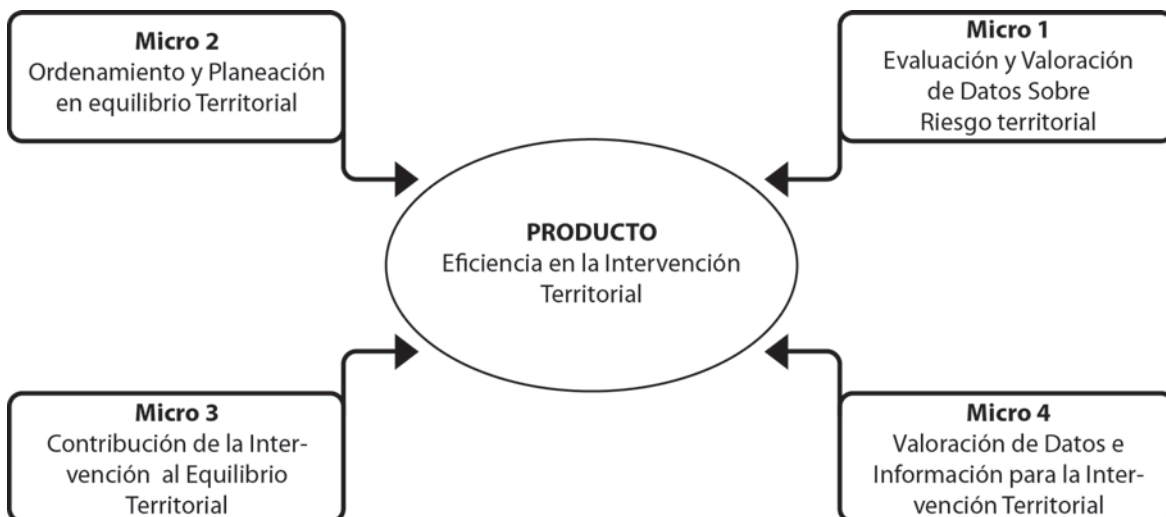 Micro 2
Ordenamiento y Planeación
en equilibrio Territorial
Micro 1
Evaluación y Valoración
de Datos Sobre
Riesgo territorial
PRODUCTO
Eficiencia en la Intervención
Territorial
Micro 3
Contribución de la Inter-
vención al Equilibrio
Territorial
Micro 4
Valoración de Datos e
Información para la Inter-
vención Territorial